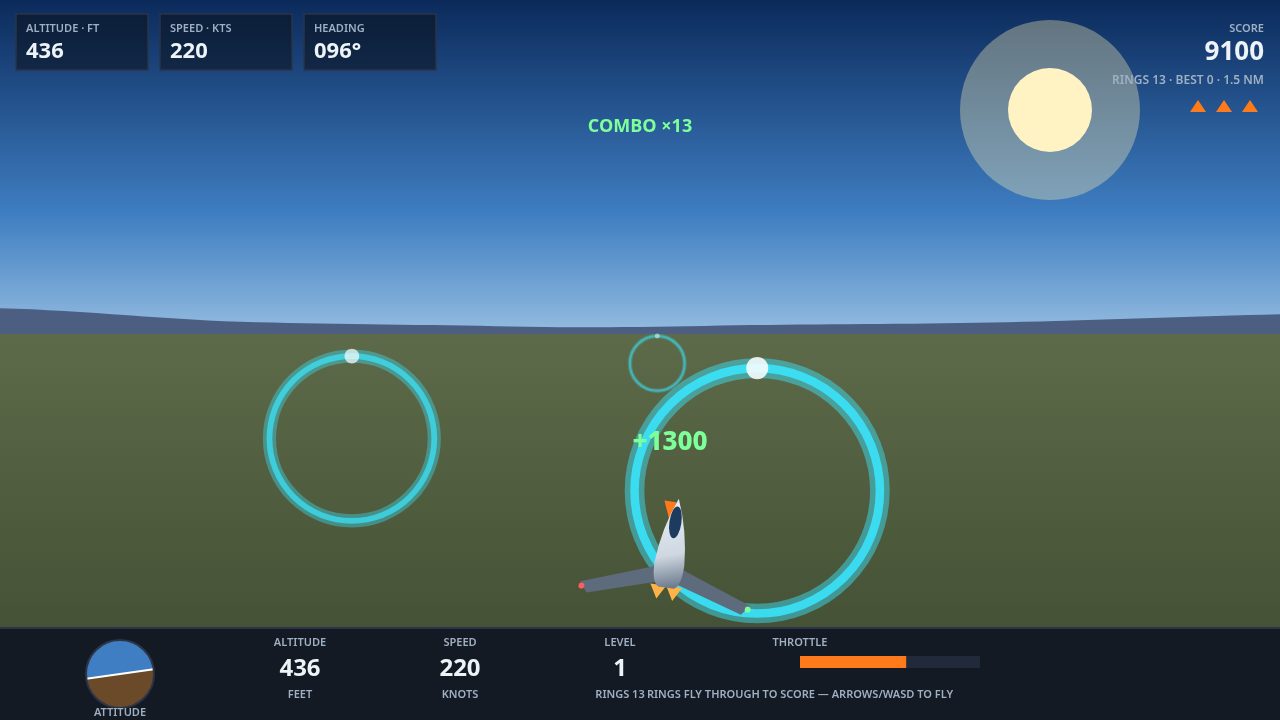 ALTITUDE · FT
436
SPEED · KTS
220
HEADING
096°
SCORE
9100
RINGS 13 · BEST 0 · 1.5 NM
COMBO ×13
+1300
ALTITUDE
436
FEET
SPEED
220
KNOTS
LEVEL
1
THROTTLE
RINGS 13 RINGS FLY THROUGH TO SCORE — ARROWS/WASD TO FLY
ATTITUDE